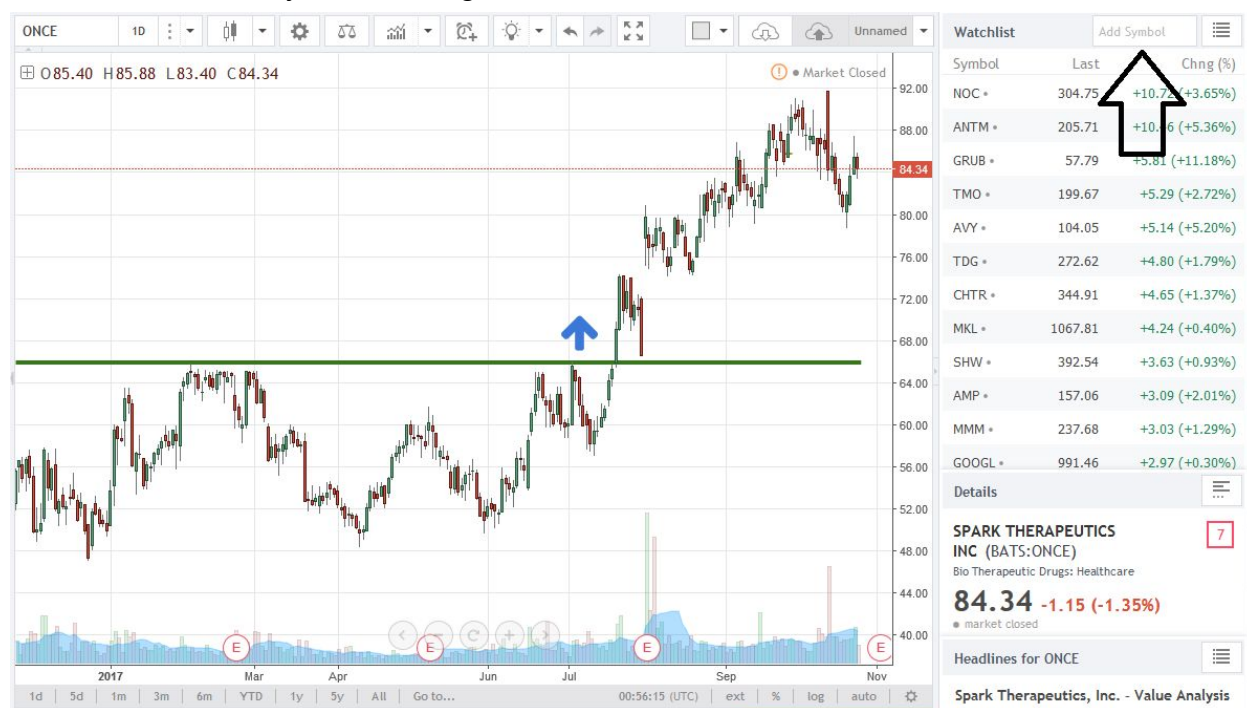 ONCE 1D Unnamed
O85.40 H85.88 L83.40 C84.34 Market Closed
92.00
88.00
84.34
80.00
76.00
72.00
68.00
64.00
60.00
56.00
52.00
48.00
44.00
40.00
E E E E
2017 Mar Apr Jun Jul Sep Nov
1d 5d 1m 3m 6m YTD 1y 5y All Go to... 00:56:15 (UTC) ext % log auto
Watchlist Add Symbol
Symbol Last Chng (%)
NOC 304.75 +10.72 (+3.65%)
ANTM 205.71 (+5.36%)
GRUB 57.79 +5.81 (+11.18%)
TMO 199.67 +5.29 (+2.72%)
AVY 104.05 +5.14 (+5.20%)
TDG 272.62 +4.80 (+1.79%)
CHTR 344.91 +4.65 (+1.37%)
MKL 1067.81 +4.24 (+0.40%)
SHW 392.54 +3.63 (+0.93%)
AMP 157.06 +3.09 (+2.01%)
MMM 237.68 +3.03 (+1.29%)
GOOGL 991.46 +2.97 (+0.30%)
Details
SPARK THERAPEUTICS 7
INC (BATS:ONCE)
Bio Therapeutic Drugs: Healthcare
84.34 -1.15 (-1.35%)
market closed
Headlines for ONCE
Spark Therapeutics, Inc. - Value Analysis